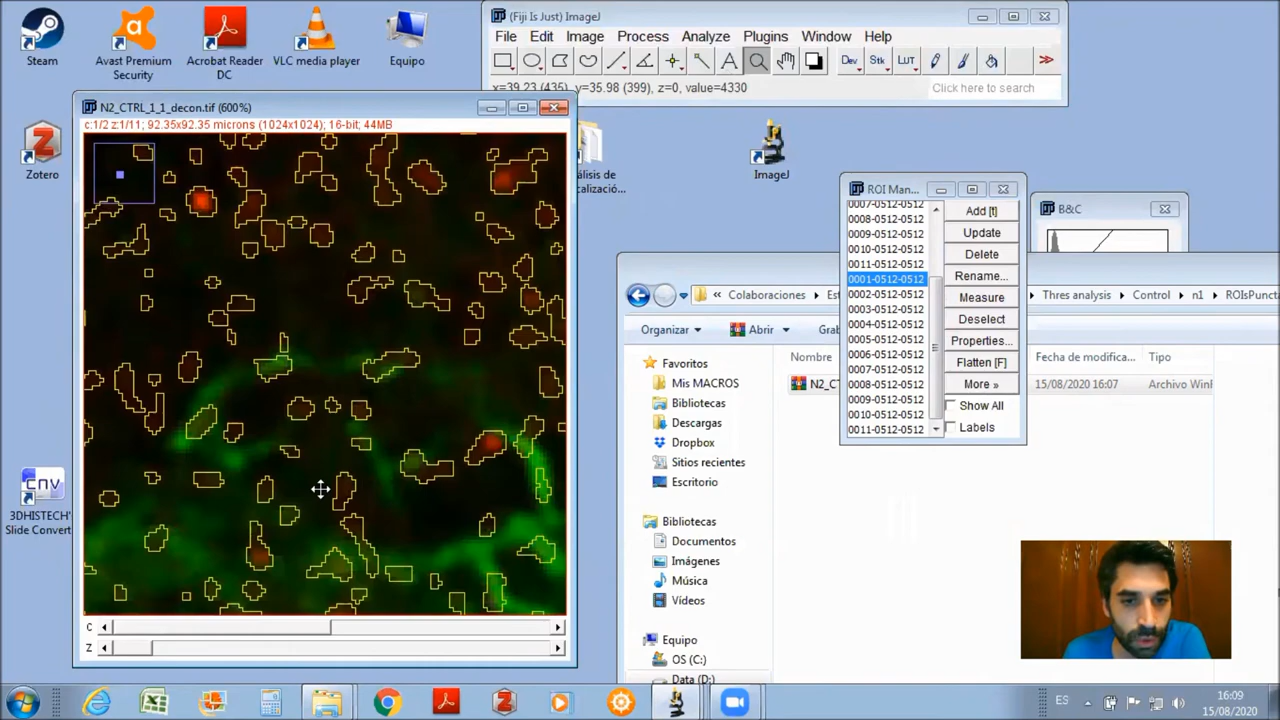 Steam
Avast Premium
Security
Acrobat Reader
DC
VLC media player
Equipo
(Fiji Is Just) ImageJ
File Edit Image Process Analyze Plugins Window Help
Dev Stk LUT
x=39.23 (435), y=35.98 (399), z=0, value=4330
Click here to search
N2_CTRL_1_1_decon.tif (600%)
c:1/2 z:1/11; 92.35x92.35 microns (1024x1024); 16-bit; 44MB
Zotero
ImageJ
ROI Man...
B&C
0007-0512-0512
0008-0512-0512
0009-0512-0512
0010-0512-0512
0011-0512-0512
0001-0512-0512
0002-0512-0512
0003-0512-0512
0004-0512-0512
0005-0512-0512
0006-0512-0512
0007-0512-0512
0008-0512-0512
0009-0512-0512
0010-0512-0512
0011-0512-0512
Add [t]
Update
Delete
Rename...
Measure
Deselect
Properties...
Flatten [F]
More »
Show All
Labels
« Colaboraciones
Thres analysis
Control
n1
Organizar
Abrir
Favoritos
Mis MACROS
Bibliotecas
Descargas
Dropbox
Sitios recientes
Escritorio
Bibliotecas
Documentos
Imágenes
Música
Vídeos
Equipo
OS (C:)
Data (D:)
Nombre
Fecha de modifica...
Tipo
15/08/2020 16:07
3DHISTECH'
Slide Convert
cnv
C
Z
ES
16:09
15/08/2020